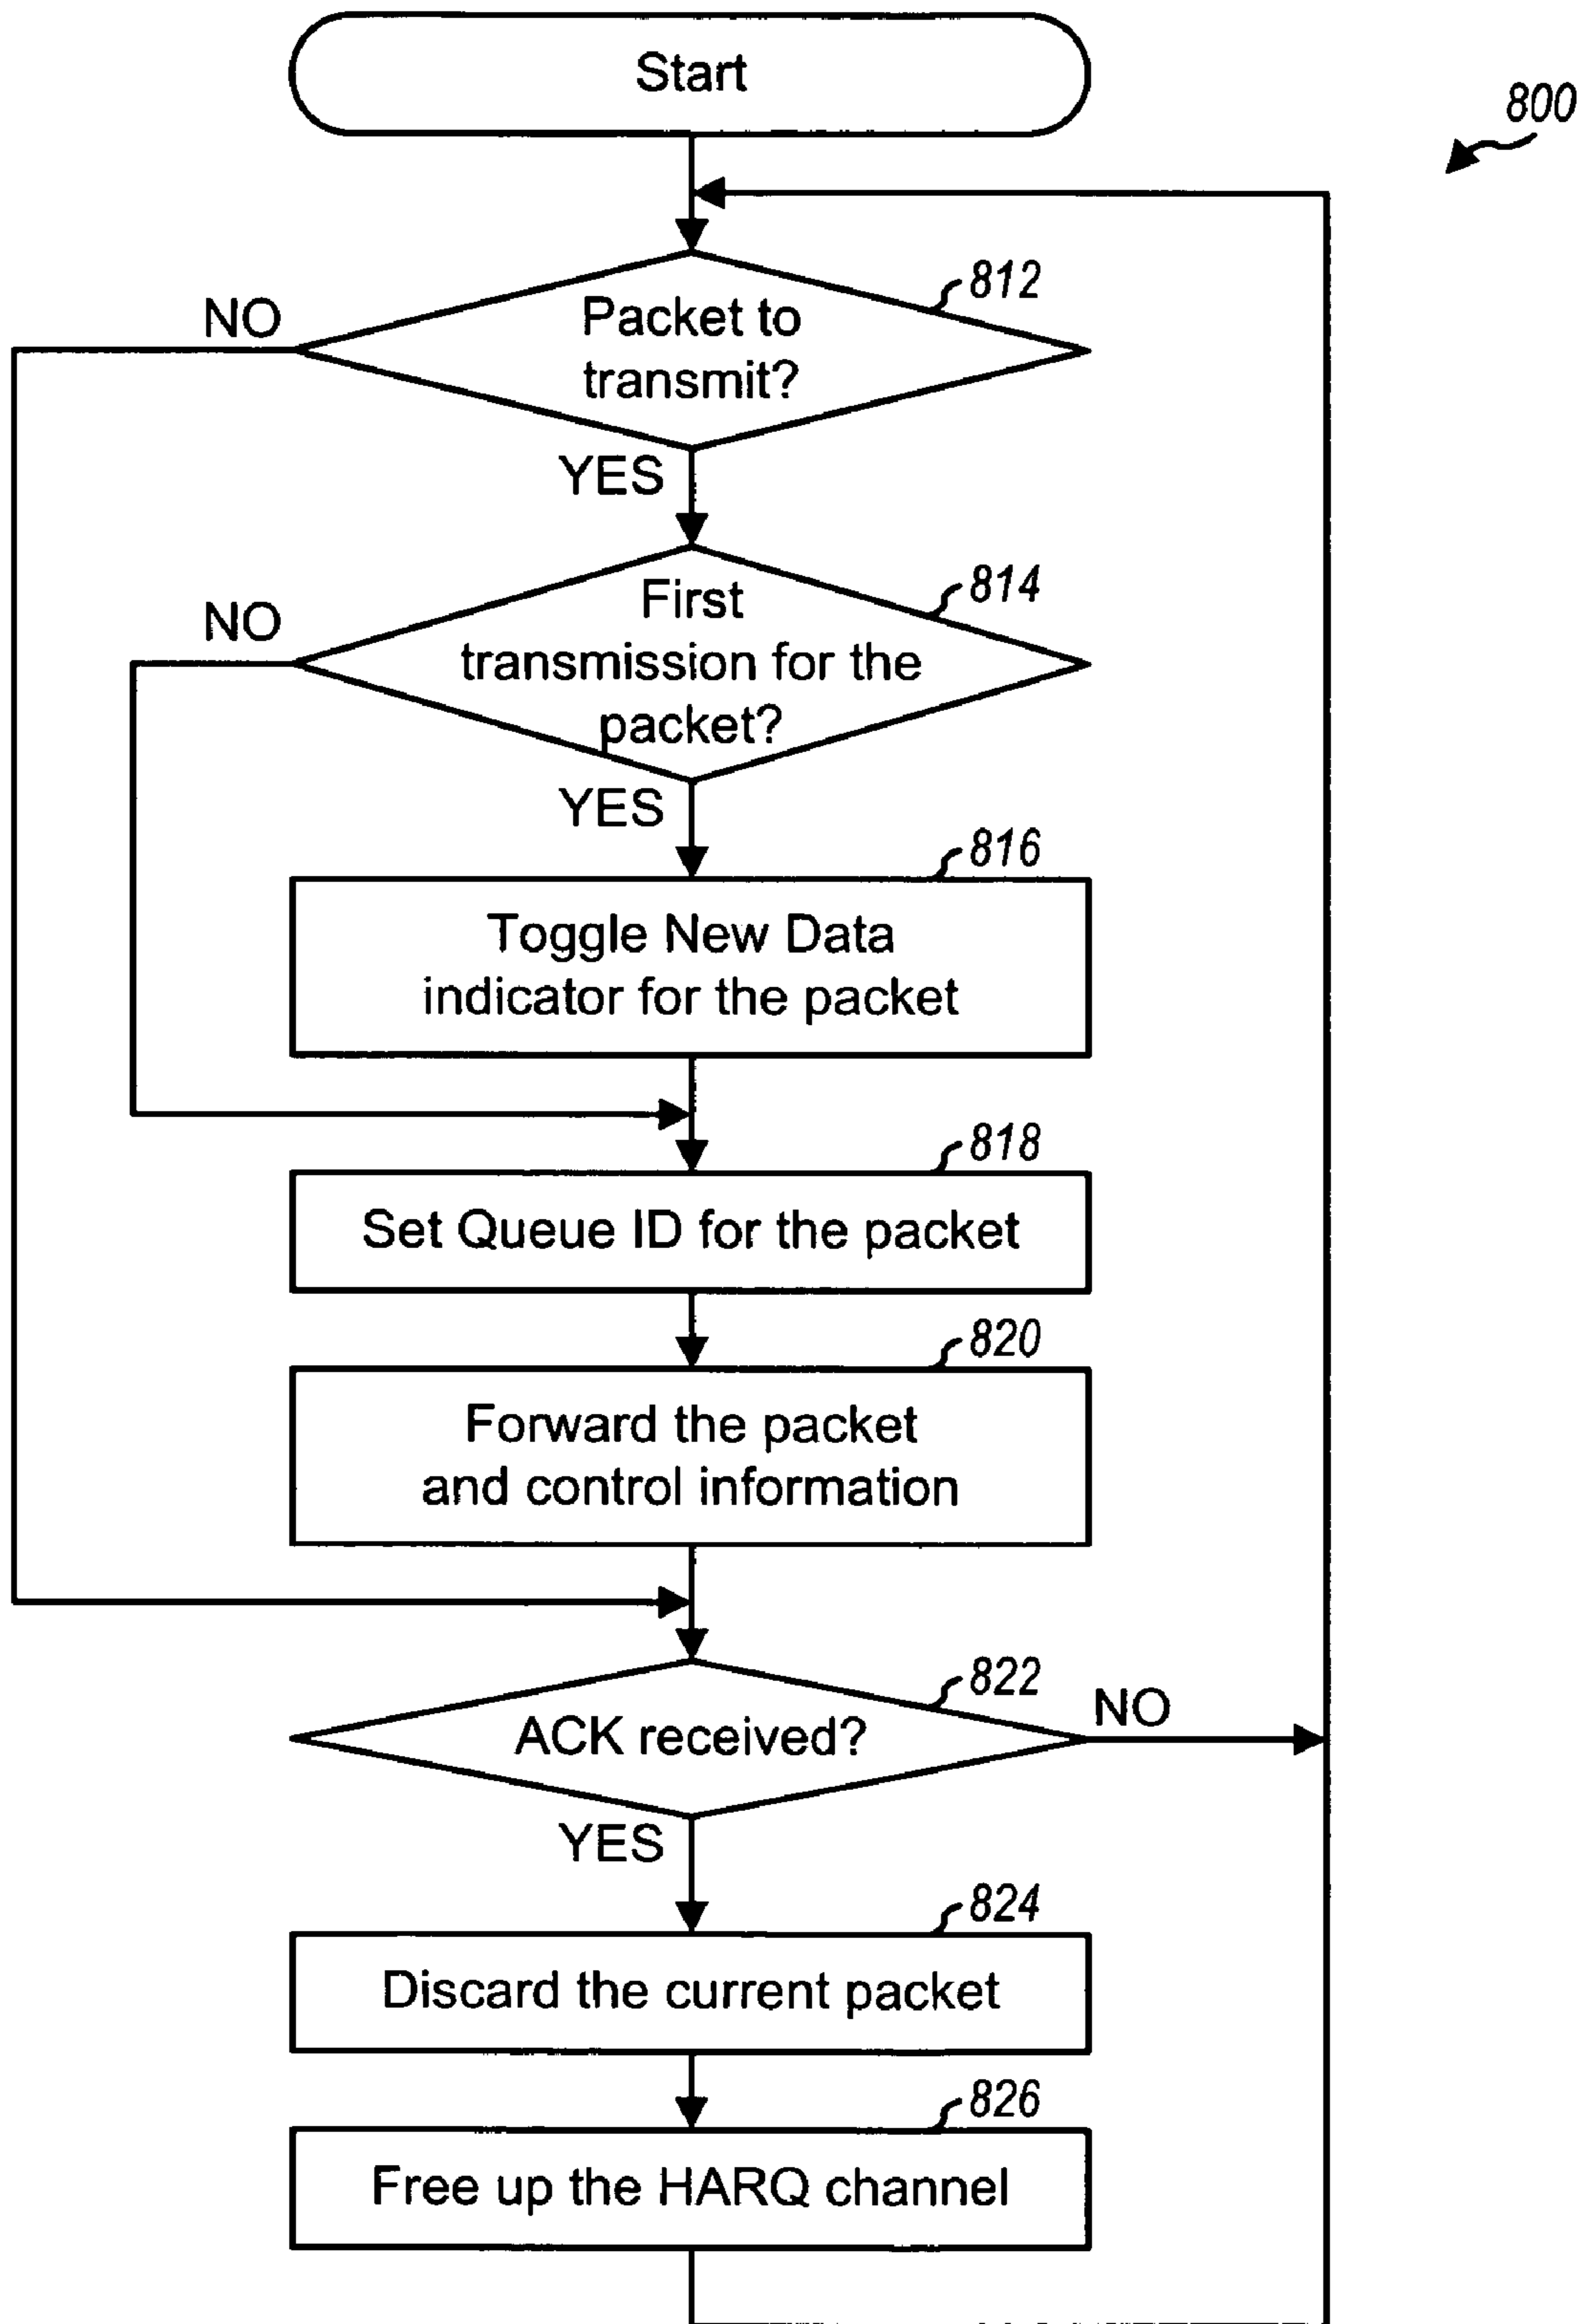 Start
800
812
NO
Packet to
transmit?
YES
814
NO
First
transmission for the
packet?
YES
816
Toggle New Data
indicator for the packet
818
Set Queue ID for the packet
820
Forward the packet
and control information
822
NO
ACK received?
YES
824
Discard the current packet
826
Free up the HARQ channel